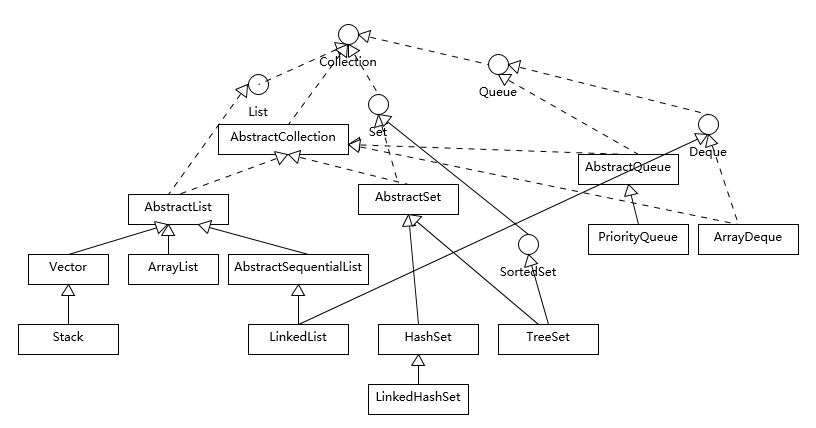 Collection
Queue
List
Set
AbstractCollection
Deque
AbstractQueue
AbstractSet
AbstractList
PriorityQueue
ArrayDeque
Vector
ArrayList
AbstractSequentialList
SortedSet
Stack
LinkedList
HashSet
TreeSet
LinkedHashSet